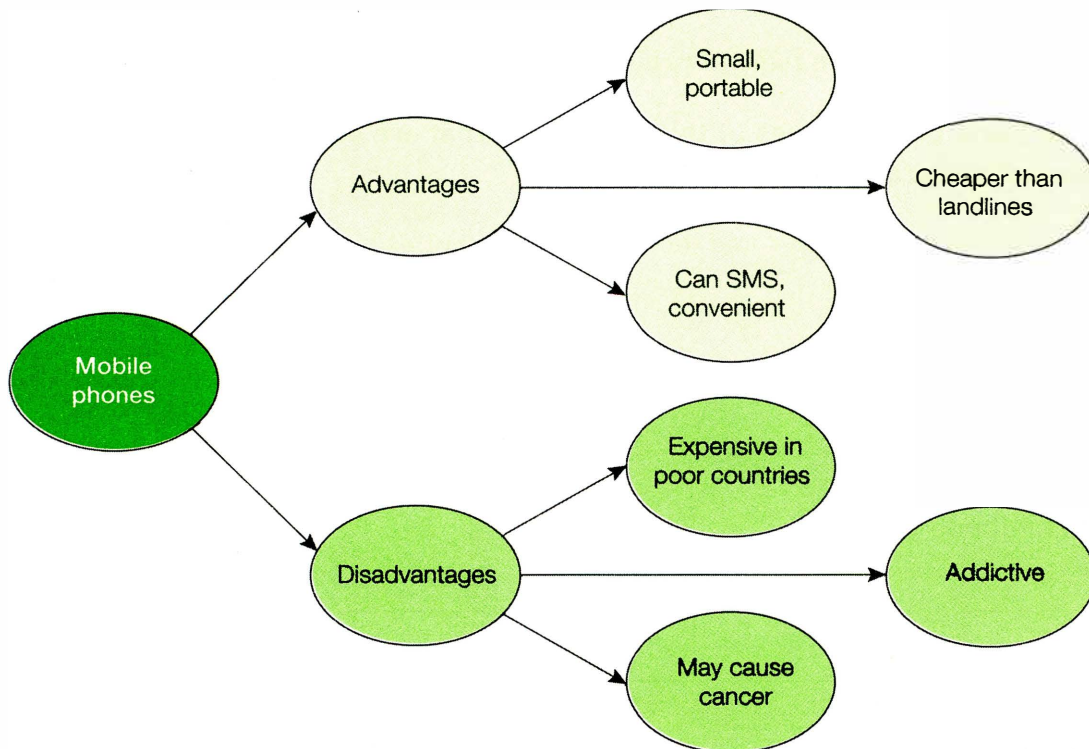 Small,
portable
Advantages
Cheaper than
landlines
Can SMS,
convenient
Mobile
phones
Expensive in
poor countries
Disadvantages
Addictive
May cause
cancer